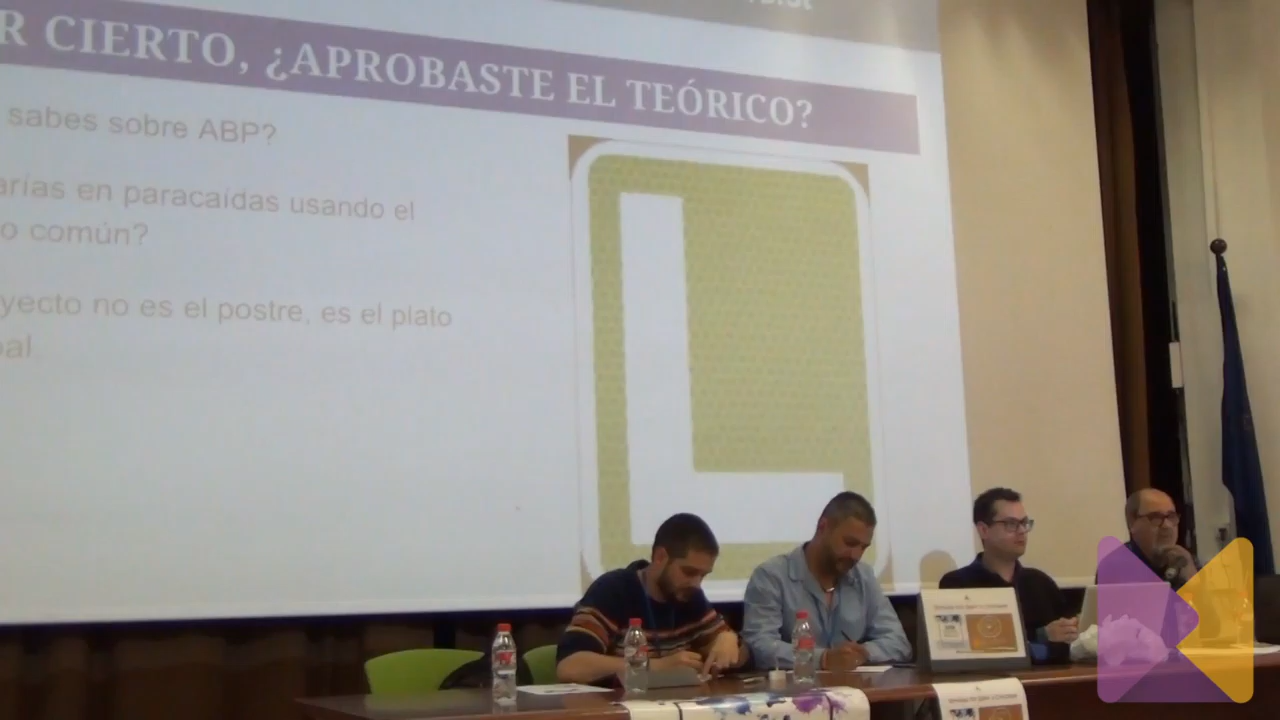 R CIERTO, ¿APROBASTE EL TEÓRICO?
sabes sobre ABP?
arías en paracaídas usando el
o común?
yecto no es el postre, es el plato
pal
L